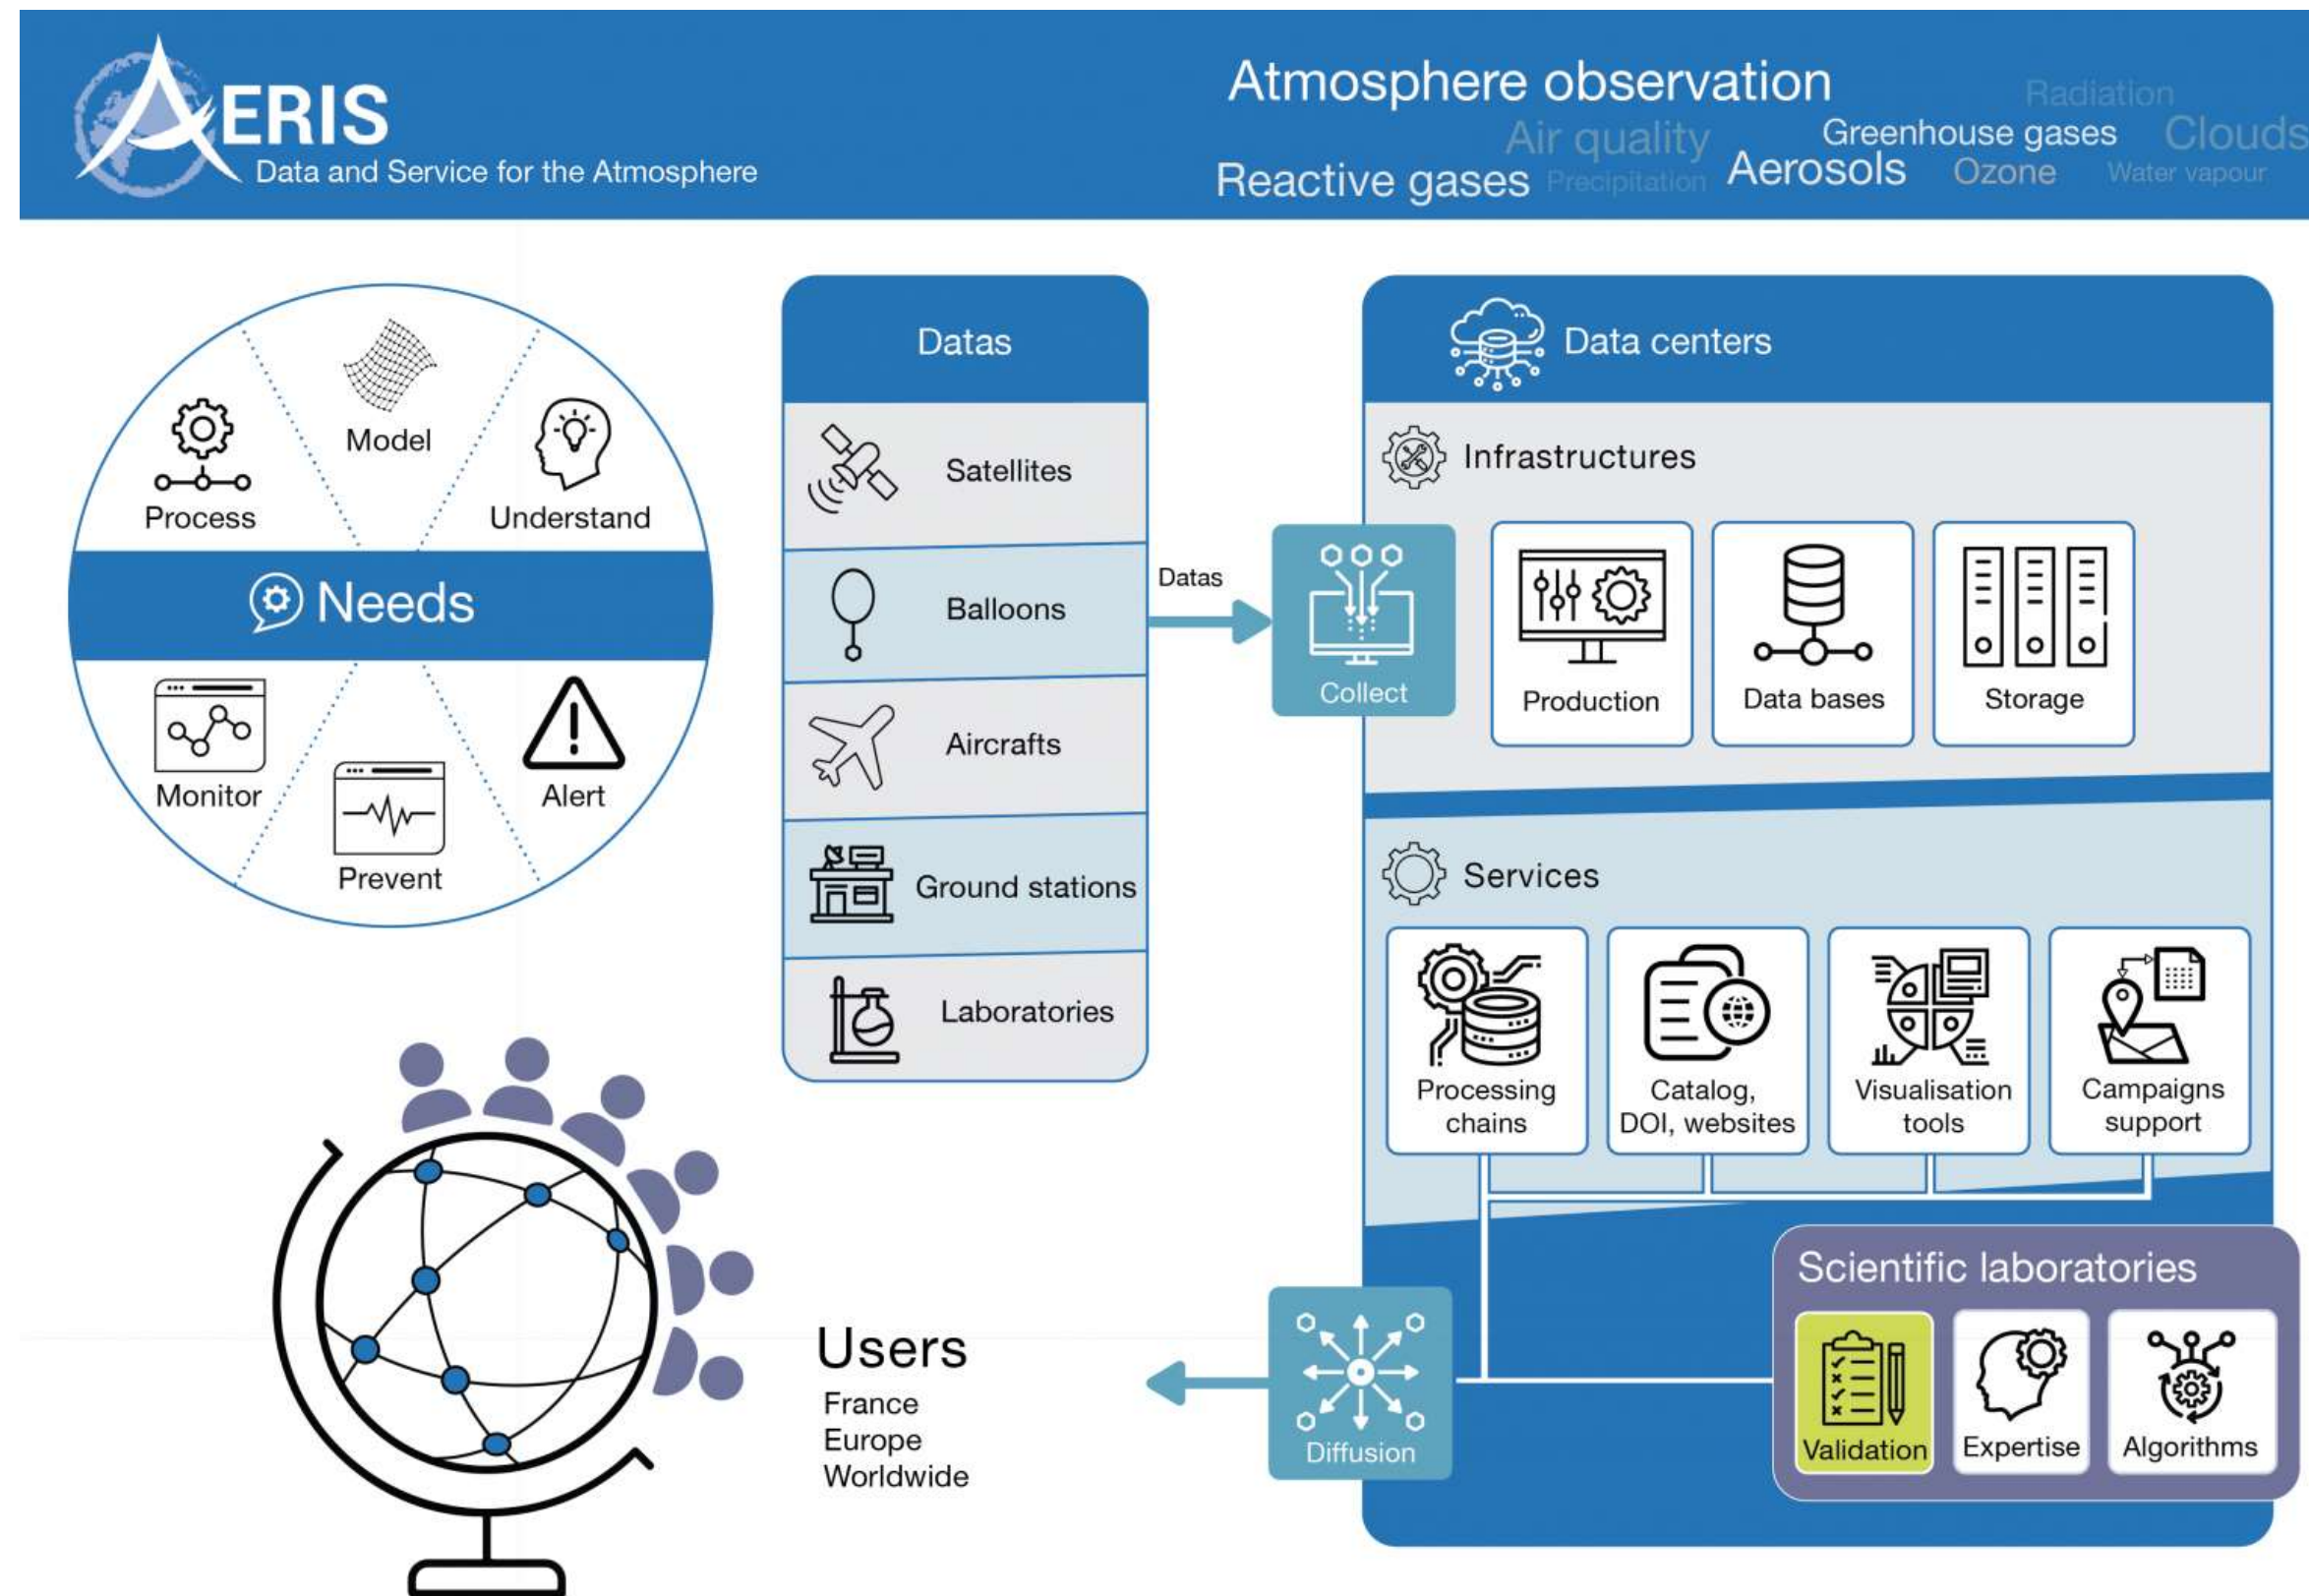 AERIS
Data and Service for the Atmosphere
Atmosphere observation
Radiation
Air quality
Greenhouse gases
Clouds
Reactive gases
Precipitation
Aerosols
Ozone
Water vapour
Process
Model
Understand
Needs
Monitor
Prevent
Alert
Datas
Satellites
Balloons
Aircrafts
Ground stations
Laboratories
Datas
Collect
Data centers
Infrastructures
Production
Data bases
Storage
Services
Processing
chains
Catalog,
DOI, websites
Visualisation
tools
Campaigns
support
Scientific laboratories
Validation
Expertise
Algorithms
Diffusion
Users
France
Europe
Worldwide